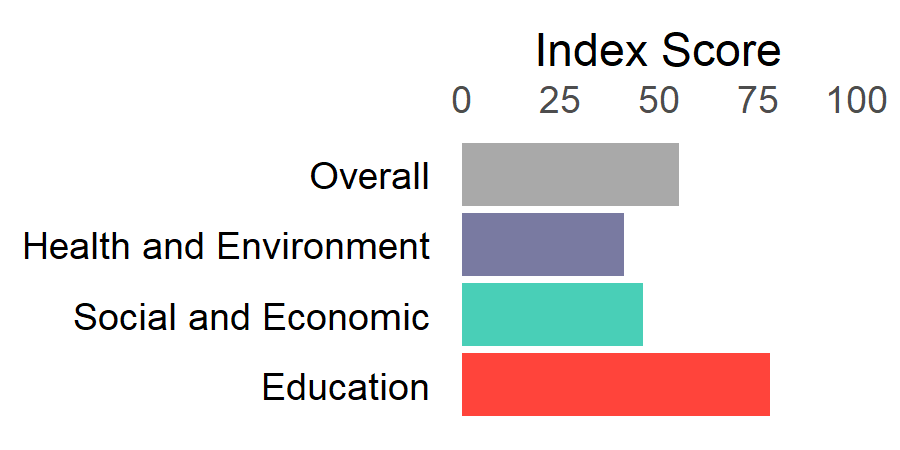 Index Score
0 25 50 75 100
Overall
Health and Environment
Social and Economic
Education